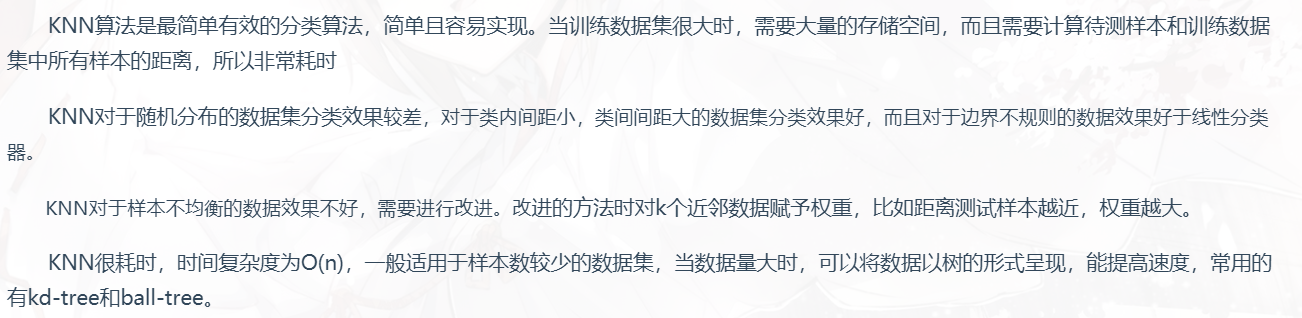 KNN算法是最简单有效的分类算法，简单且容易实现。当训练数据集很大时，需要大量的存储空间，而且需要计算待测样本和训练数据
集中所有样本的距离，所以非常耗时
KNN对于随机分布的数据集分类效果较差，对于类内间距小，类间间距大的数据集分类效果好，而且对于边界不规则的数据效果好于线性分类
器。
KNN对于样本不均衡的数据效果不好，需要进行改进。改进的方法时对k个近邻数据赋予权重，比如距离测试样本越近，权重越大。
KNN很耗时，时间复杂度为O(n)，一般适用于样本数较少的数据集，当数据量大时，可以将数据以树的形式呈现，能提高速度，常用的
有kd-tree和ball-tree。